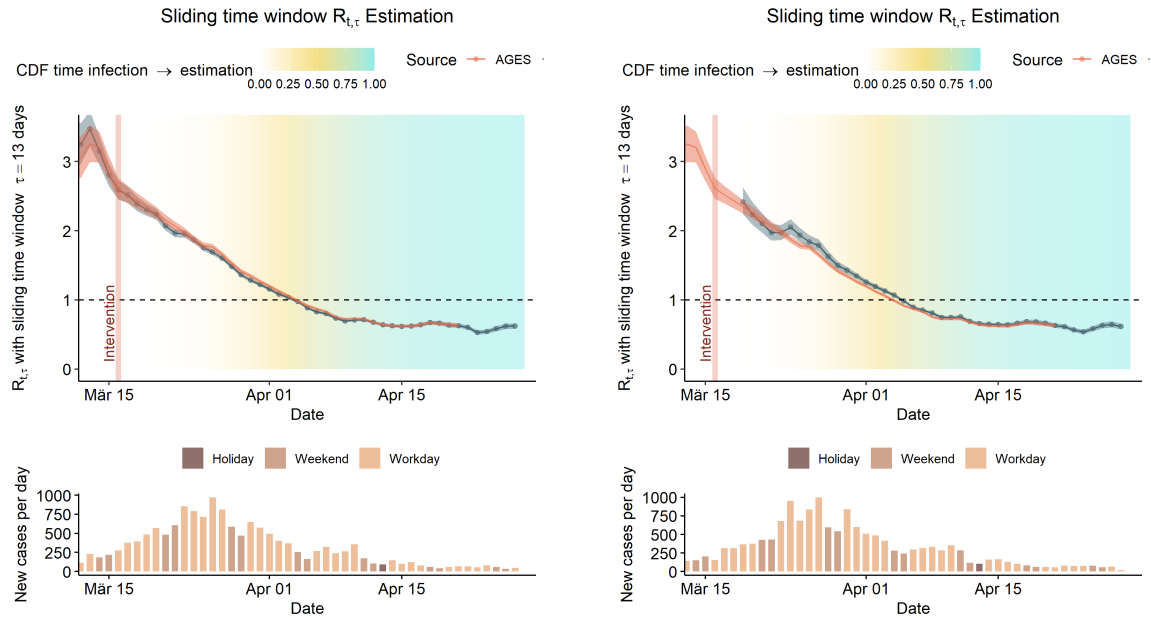 Sliding time window Rt,τ Estimation
CDF time infection → estimation
0.00 0.25 0.50 0.75 1.00
Source AGES
Rt,τ with sliding time window τ = 13 days
3
2
1
0
Intervention
Mär 15 Apr 01 Apr 15
Date
Holiday Weekend Workday
New cases per day
1000
750
500
250
0
Mär 15 Apr 01 Apr 15
Date
Sliding time window Rt,τ Estimation
CDF time infection → estimation
0.00 0.25 0.50 0.75 1.00
Source AGES
Rt,τ with sliding time window τ = 13 days
3
2
1
0
Intervention
Mär 15 Apr 01 Apr 15
Date
Holiday Weekend Workday
New cases per day
1000
750
500
250
0
Mär 15 Apr 01 Apr 15
Date